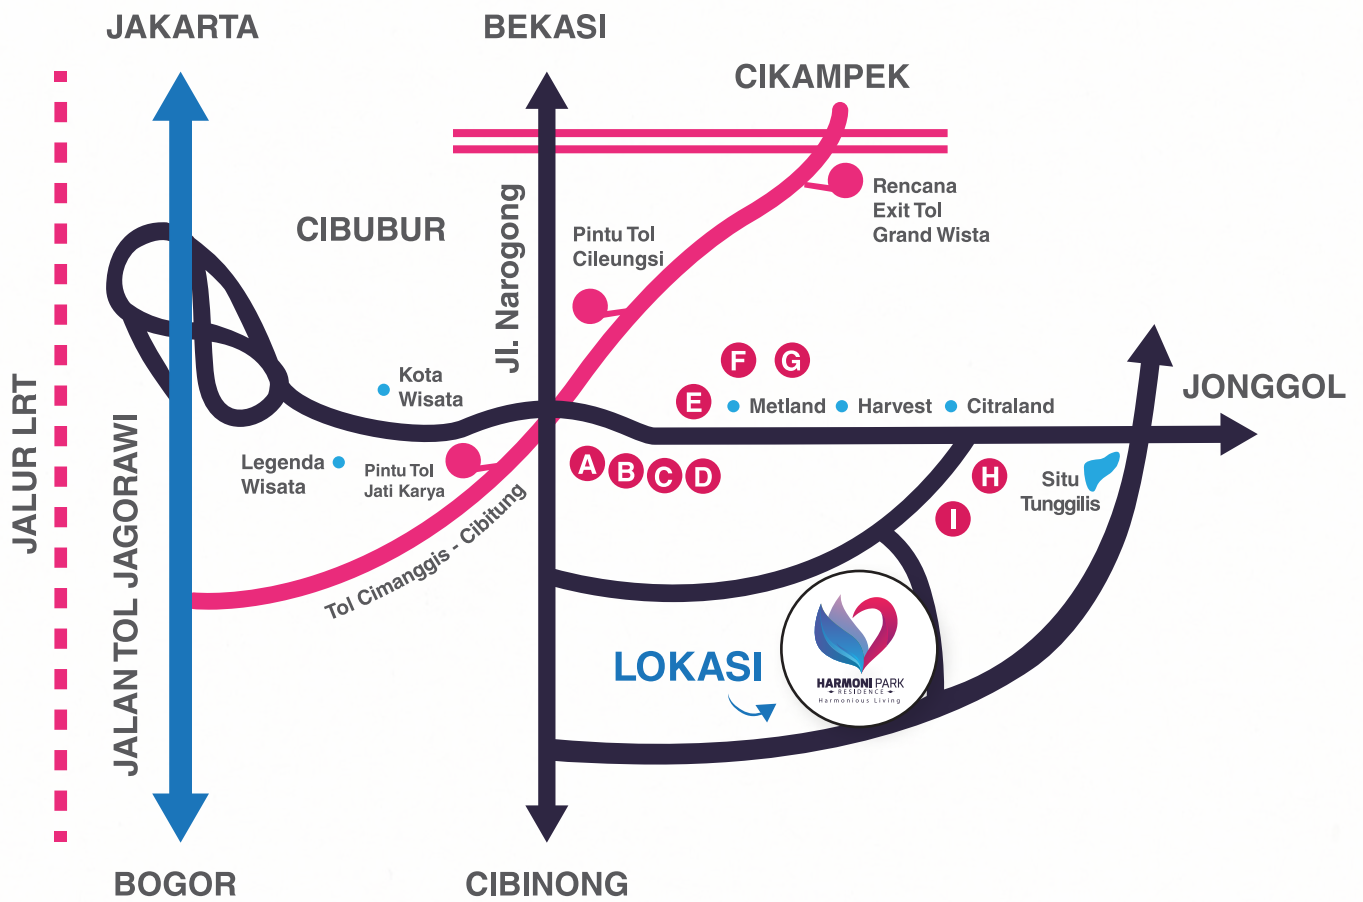 JAKARTA
BEKASI
CIKAMPEK
Rencana
Exit Tol
Grand Wista
CIBUBUR
Jl. Narogong
Pintu Tol
Cileungsi
F
G
Kota
Wisata
E
Metland
Harvest
Citraland
JONGGOL
JALUR LRT
JALAN TOL JAGORAWI
Legenda
Wisata
Pintu Tol
Jati Karya
A
B
C
D
H
I
Situ
Tunggilis
Tol Cimanggis - Cibitung
LOKASI
HARMONI PARK
RESIDENCE
Harmonious Living
BOGOR
CIBINONG